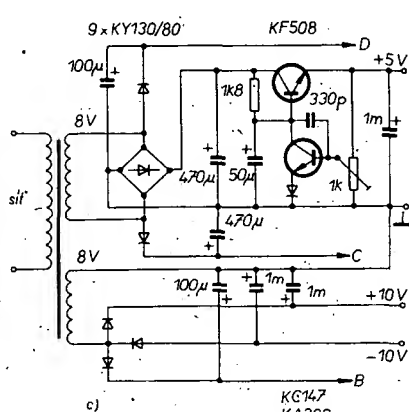 9 x KY130/80
KF508
D
100µ
+5V
1k8
330p
1m
8V
síť
470µ
50µ
1k
470µ
C
8V
100µ
1m
1m
+10V
-10V
B
c)
KC147